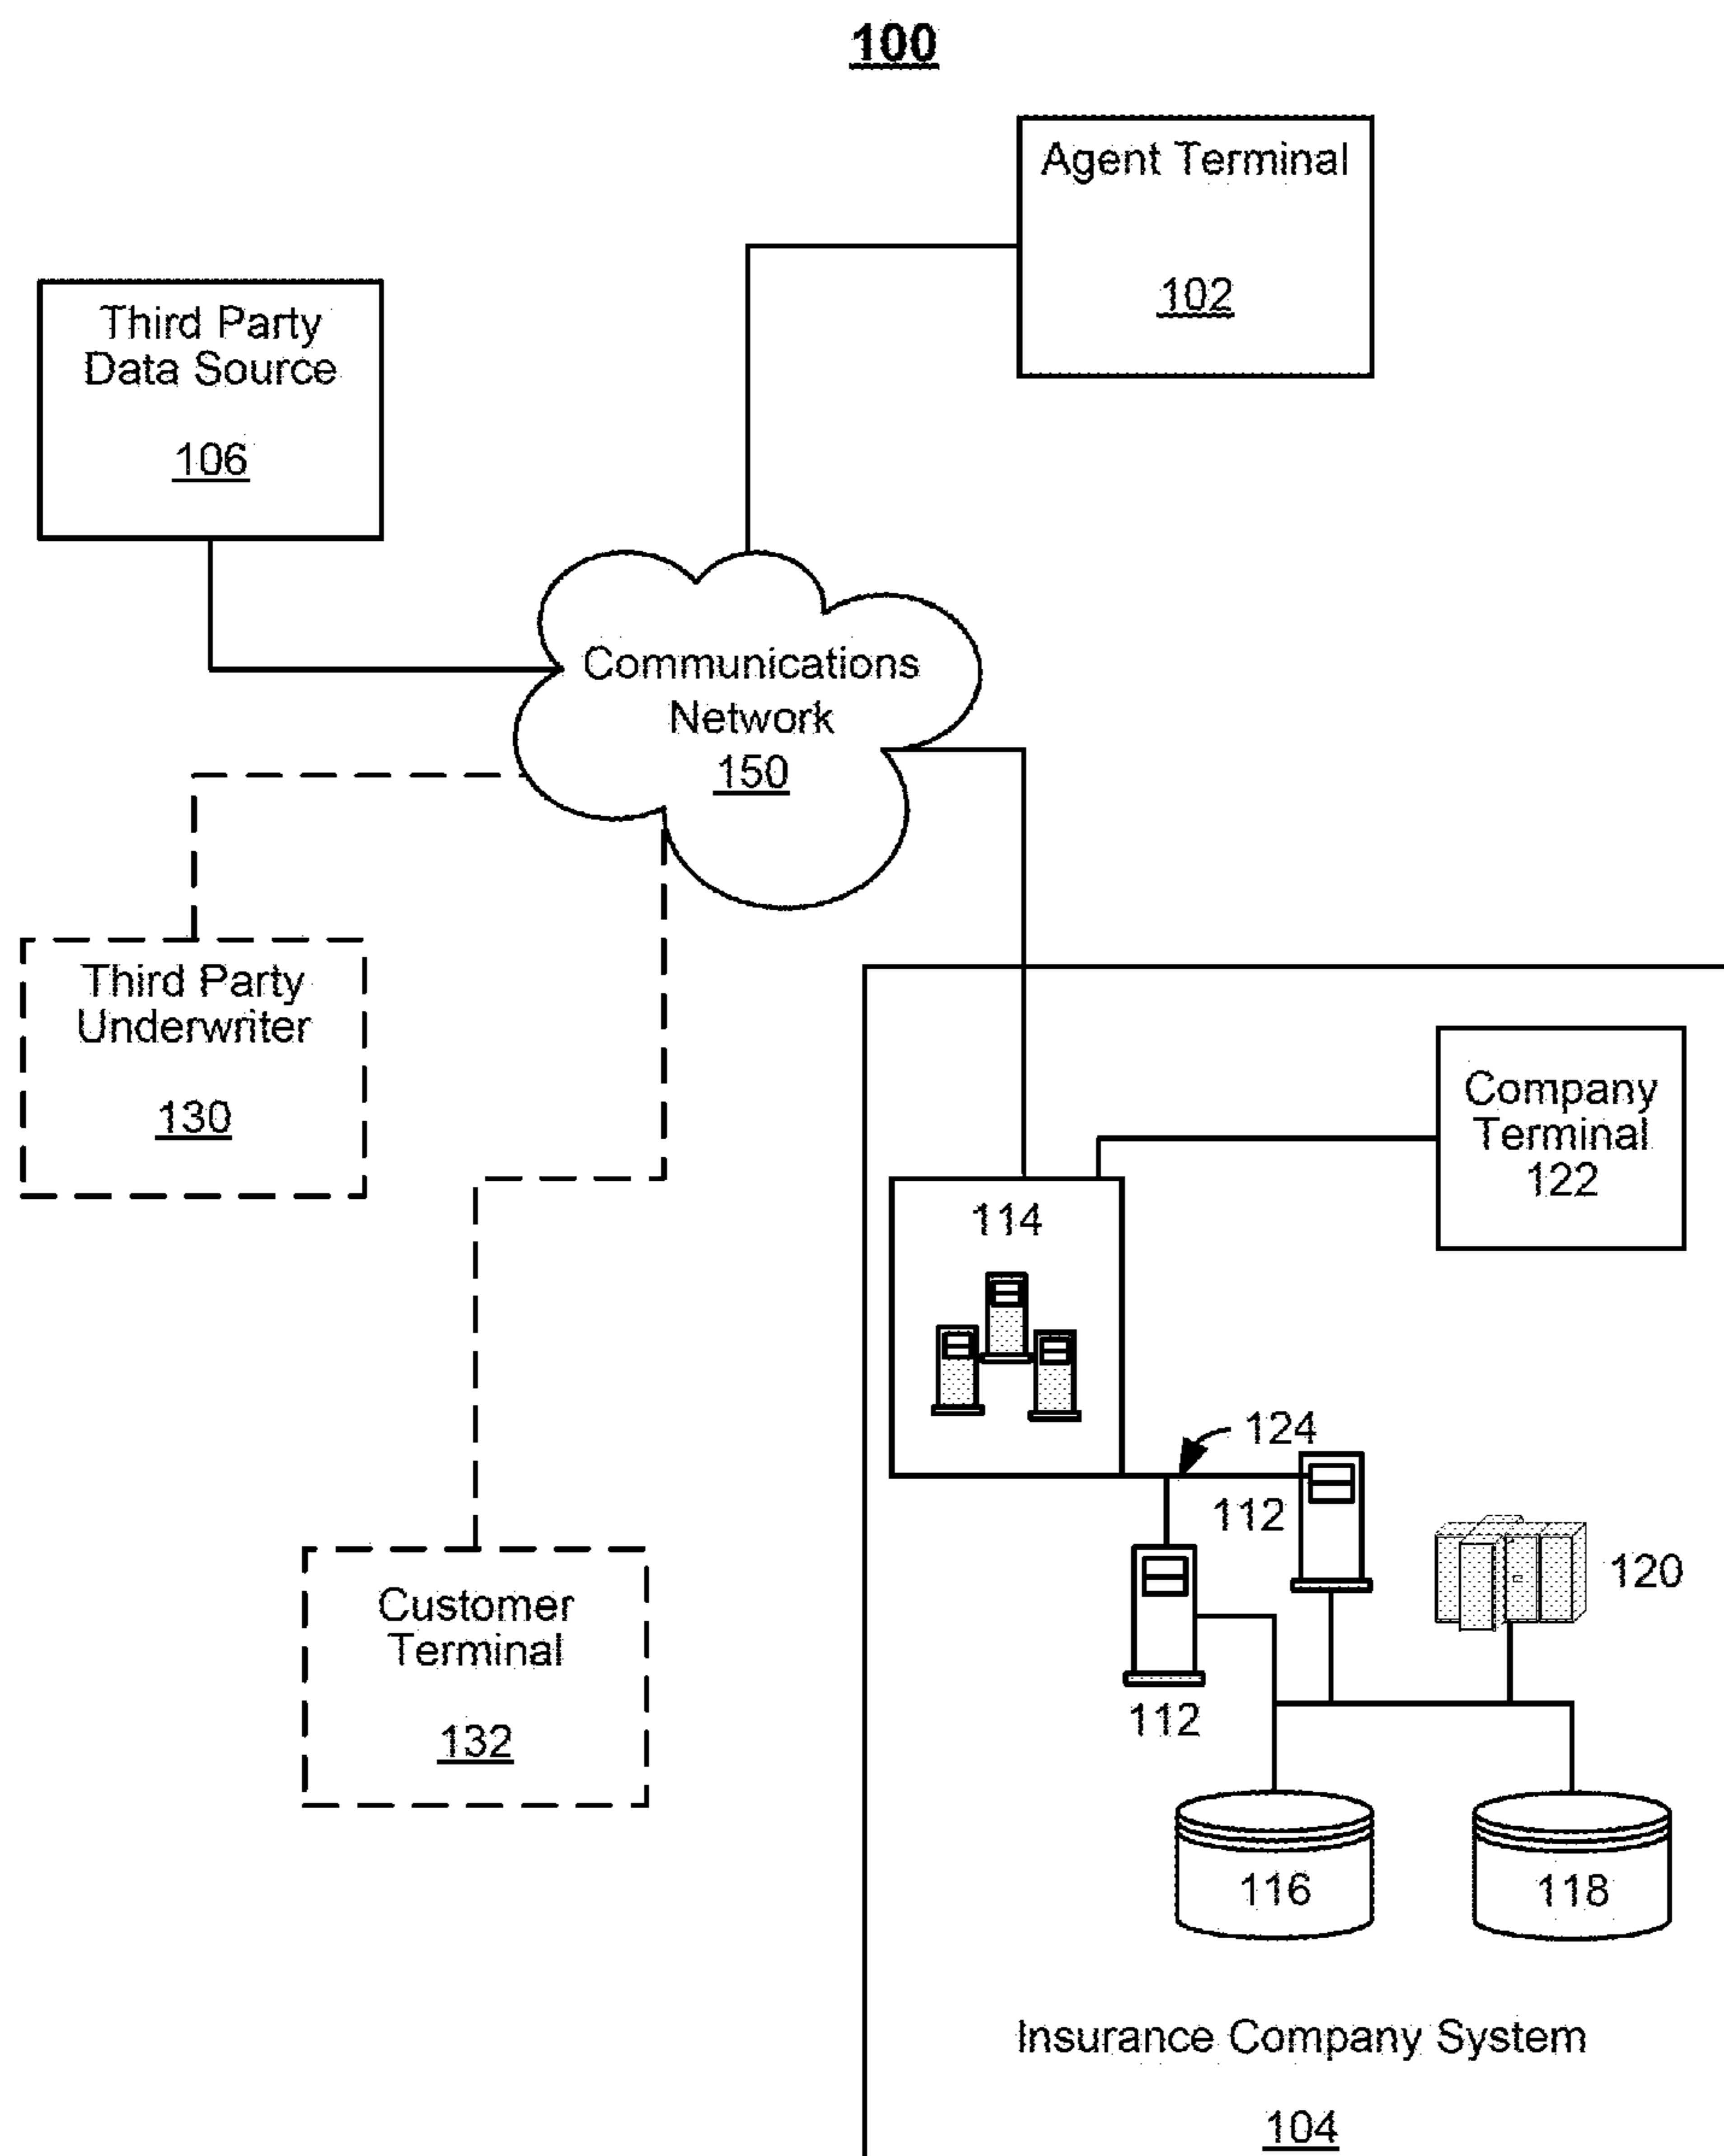 100
Agent Terminal
102
Third Party
Data Source
106
Communications
Network
150
Third Party
Underwriter
130
Company
Terminal
122
114
124
112
120
112
Customer
Terminal
132
116
118
Insurance Company System
104